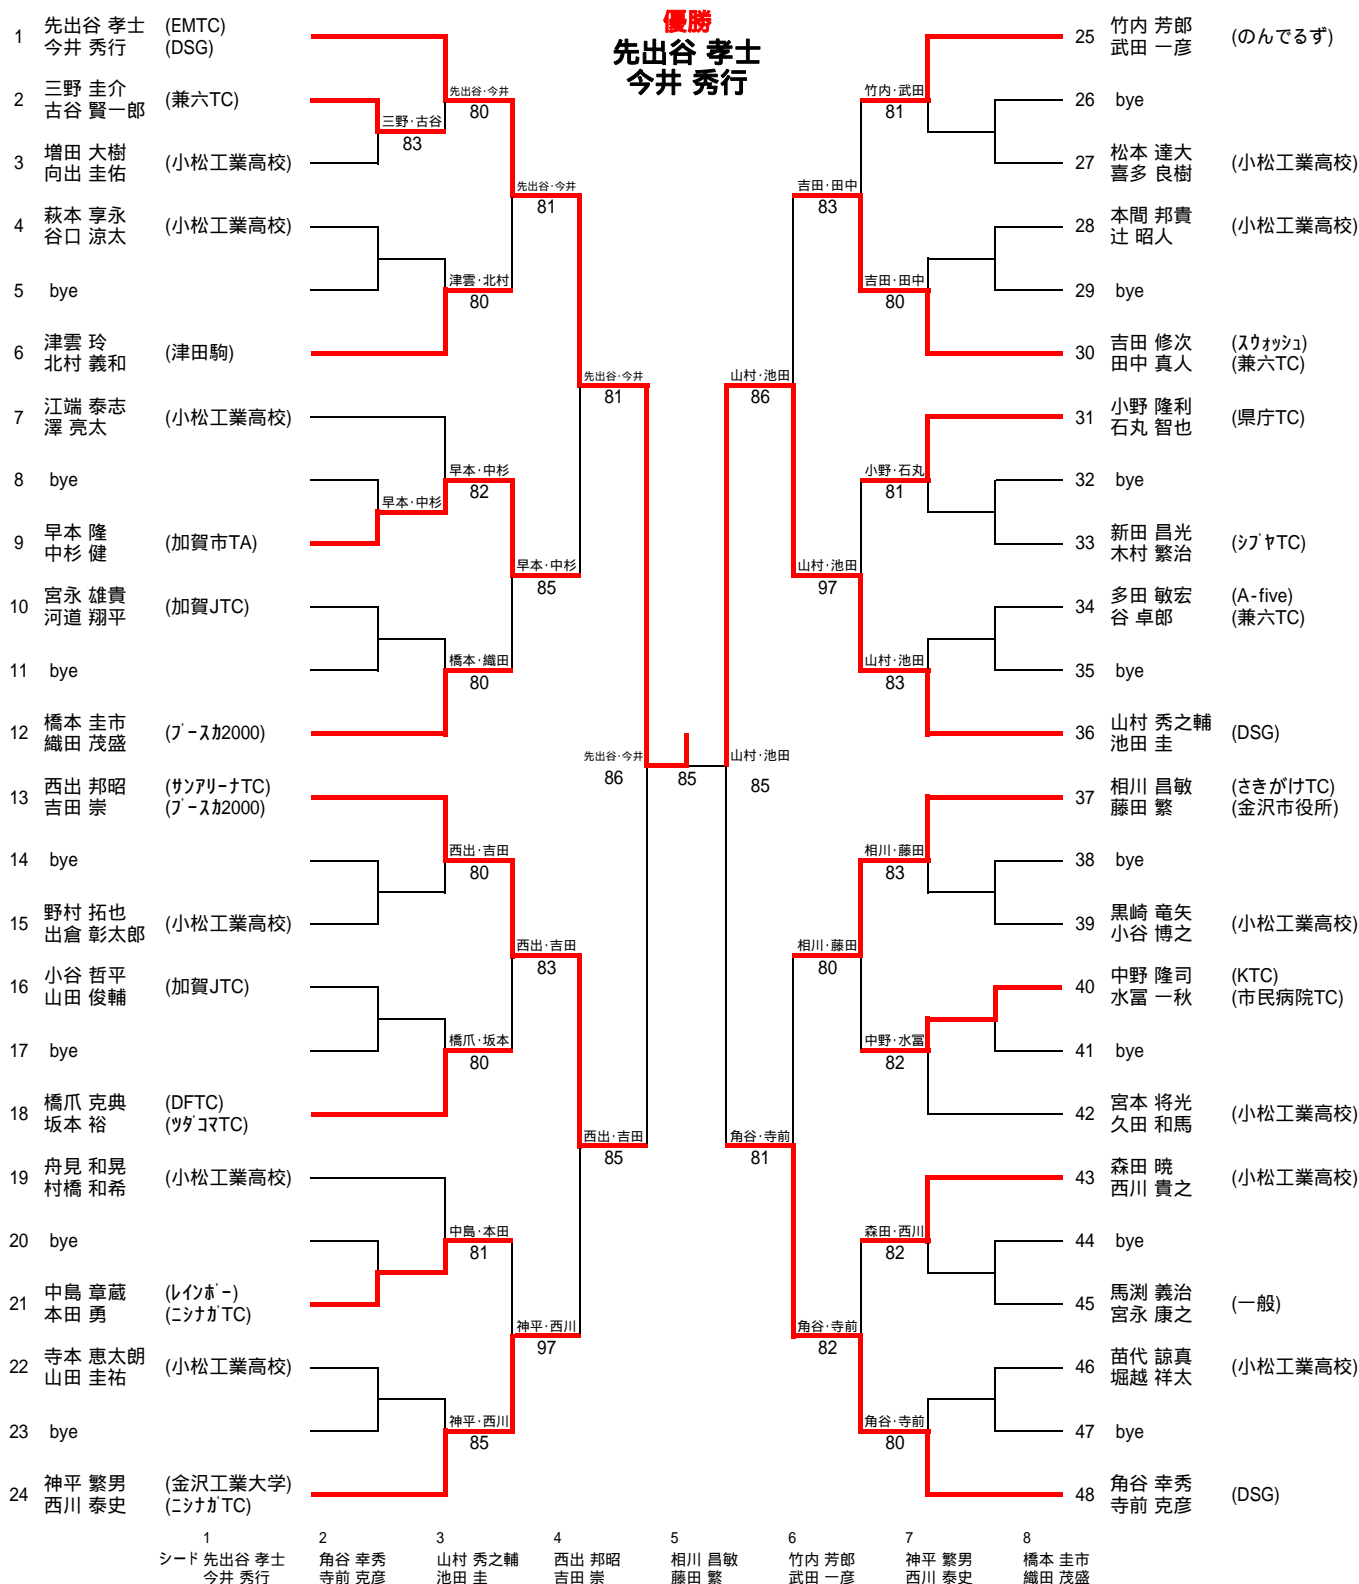 優勝
先出谷 孝士
今井 秀行
1 先出谷 孝士 (EMTC)
今井 秀行 (DSG)
2 三野 圭介 (兼六TC)
古谷 賢一郎
3 増田 大樹 (小松工業高校)
向出 圭佑
4 萩本 享永 (小松工業高校)
谷口 涼太
5 bye
6 津雲 玲 (津田駒)
北村 義和
7 江端 泰志 (小松工業高校)
澤 亮太
8 bye
9 早本 隆 (加賀市TA)
中杉 健
10 宮永 雄貴 (加賀JTC)
河道 翔平
11 bye
12 橋本 圭市 (ﾌﾞｰｽｶ2000)
織田 茂盛
13 西出 邦昭 (ｻﾝｱﾘｰﾅTC)
吉田 崇 (ﾌﾞｰｽｶ2000)
14 bye
15 野村 拓也 (小松工業高校)
出倉 彰太郎
16 小谷 哲平 (加賀JTC)
山田 俊輔
17 bye
18 橋爪 克典 (DFTC)
坂本 裕 (ﾂﾀﾞｺﾏTC)
19 舟見 和晃 (小松工業高校)
村橋 和希
20 bye
21 中島 章蔵 (ﾚｲﾝﾎﾞｰ)
本田 勇 (ﾆｼﾅｶﾞTC)
22 寺本 恵太朗 (小松工業高校)
山田 圭祐
23 bye
24 神平 繁男 (金沢工業大学)
西川 泰史 (ﾆｼﾅｶﾞTC)
三野・古谷
83
早本・中杉
先出谷・今井
80
津雲・北村
80
早本・中杉
82
橋本・織田
80
西出・吉田
80
橋爪・坂本
80
中島・本田
81
神平・西川
85
先出谷・今井
81
早本・中杉
85
西出・吉田
83
神平・西川
97
先出谷・今井
81
西出・吉田
85
先出谷・今井
86
85
山村・池田
85
山村・池田
86
角谷・寺前
81
吉田・田中
83
山村・池田
97
相川・藤田
80
角谷・寺前
82
竹内・武田
81
吉田・田中
80
小野・石丸
81
山村・池田
83
相川・藤田
83
中野・水冨
82
森田・西川
82
角谷・寺前
80
25 竹内 芳郎 (のんでるず)
武田 一彦
26 bye
27 松本 達大 (小松工業高校)
喜多 良樹
28 本間 邦貴 (小松工業高校)
辻 昭人
29 bye
30 吉田 修次 (ｽｳｫｯｼｭ)
田中 真人 (兼六TC)
31 小野 隆利 (県庁TC)
石丸 智也
32 bye
33 新田 昌光 (ｼﾌﾞﾔTC)
木村 繁治
34 多田 敏宏 (A-five)
谷 卓郎 (兼六TC)
35 bye
36 山村 秀之輔 (DSG)
池田 圭
37 相川 昌敏 (さきがけTC)
藤田 繁 (金沢市役所)
38 bye
39 黒崎 竜矢 (小松工業高校)
小谷 博之
40 中野 隆司 (KTC)
水冨 一秋 (市民病院TC)
41 bye
42 宮本 将光 (小松工業高校)
久田 和馬
43 森田 暁 (小松工業高校)
西川 貴之
44 bye
45 馬渕 義治 (一般)
宮永 康之
46 苗代 諒真 (小松工業高校)
堀越 祥太
47 bye
48 角谷 幸秀 (DSG)
寺前 克彦
1 2 3 4 5 6 7 8
シード 先出谷 孝士 角谷 幸秀 山村 秀之輔 西出 邦昭 相川 昌敏 竹内 芳郎 神平 繁男 橋本 圭市
今井 秀行 寺前 克彦 池田 圭 吉田 崇 藤田 繁 武田 一彦 西川 泰史 織田 茂盛